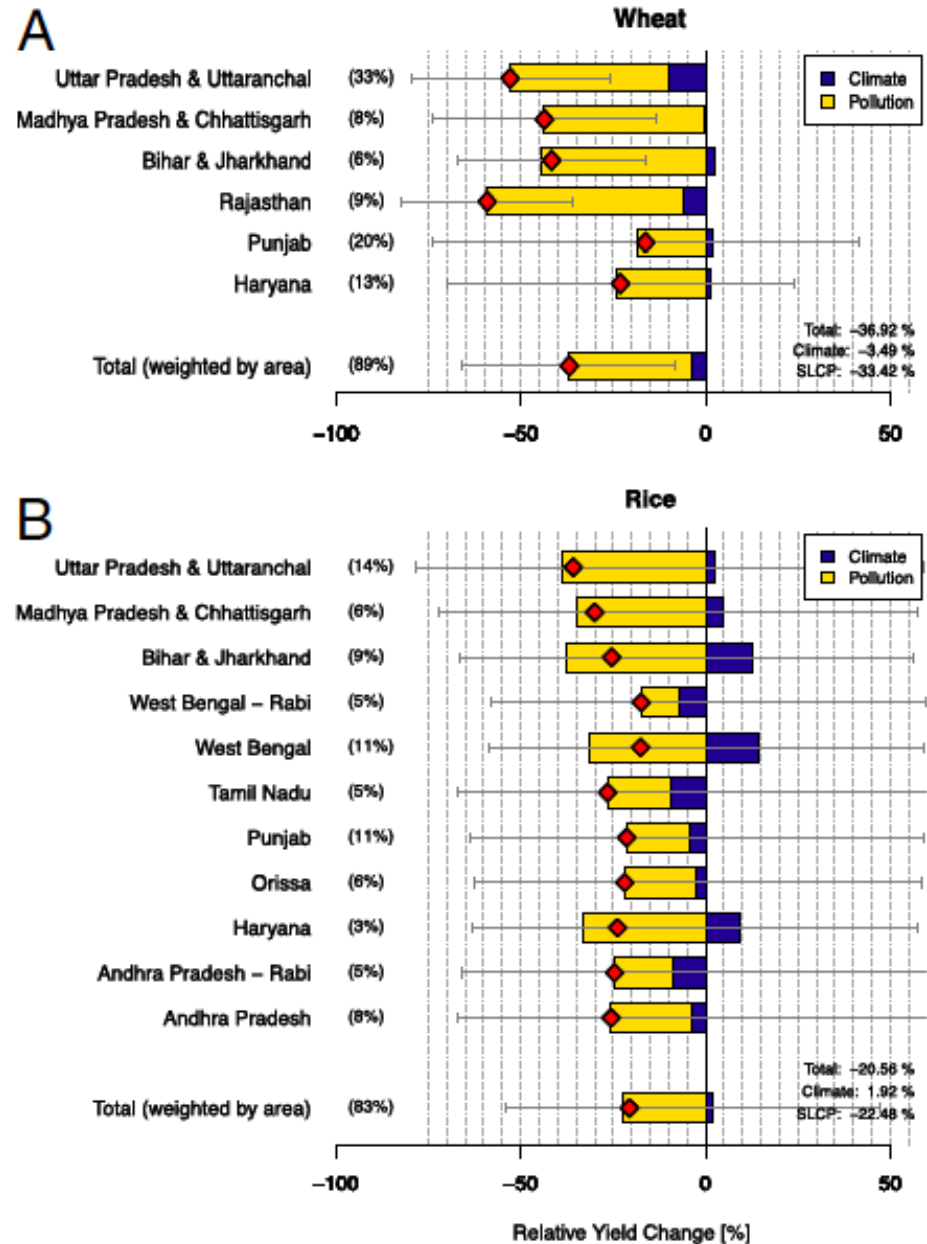 A
Wheat
Uttar Pradesh & Uttaranchal (33%)
Climate
Pollution
Madhya Pradesh & Chhattisgarh (8%)
Bihar & Jharkhand (6%)
Rajasthan (9%)
Punjab (20%)
Haryana (13%)
Total: −36.92 %
Climate: −3.49 %
SLCP: −33.42 %
Total (weighted by area) (89%)
−100 −50 0 50
B
Rice
Uttar Pradesh & Uttaranchal (14%)
Climate
Pollution
Madhya Pradesh & Chhattisgarh (6%)
Bihar & Jharkhand (9%)
West Bengal − Rabi (5%)
West Bengal (11%)
Tamil Nadu (5%)
Punjab (11%)
Orissa (6%)
Haryana (3%)
Andhra Pradesh − Rabi (5%)
Andhra Pradesh (8%)
Total: −20.56 %
Climate: 1.92 %
SLCP: −22.48 %
Total (weighted by area) (83%)
−100 −50 0 50
Relative Yield Change [%]